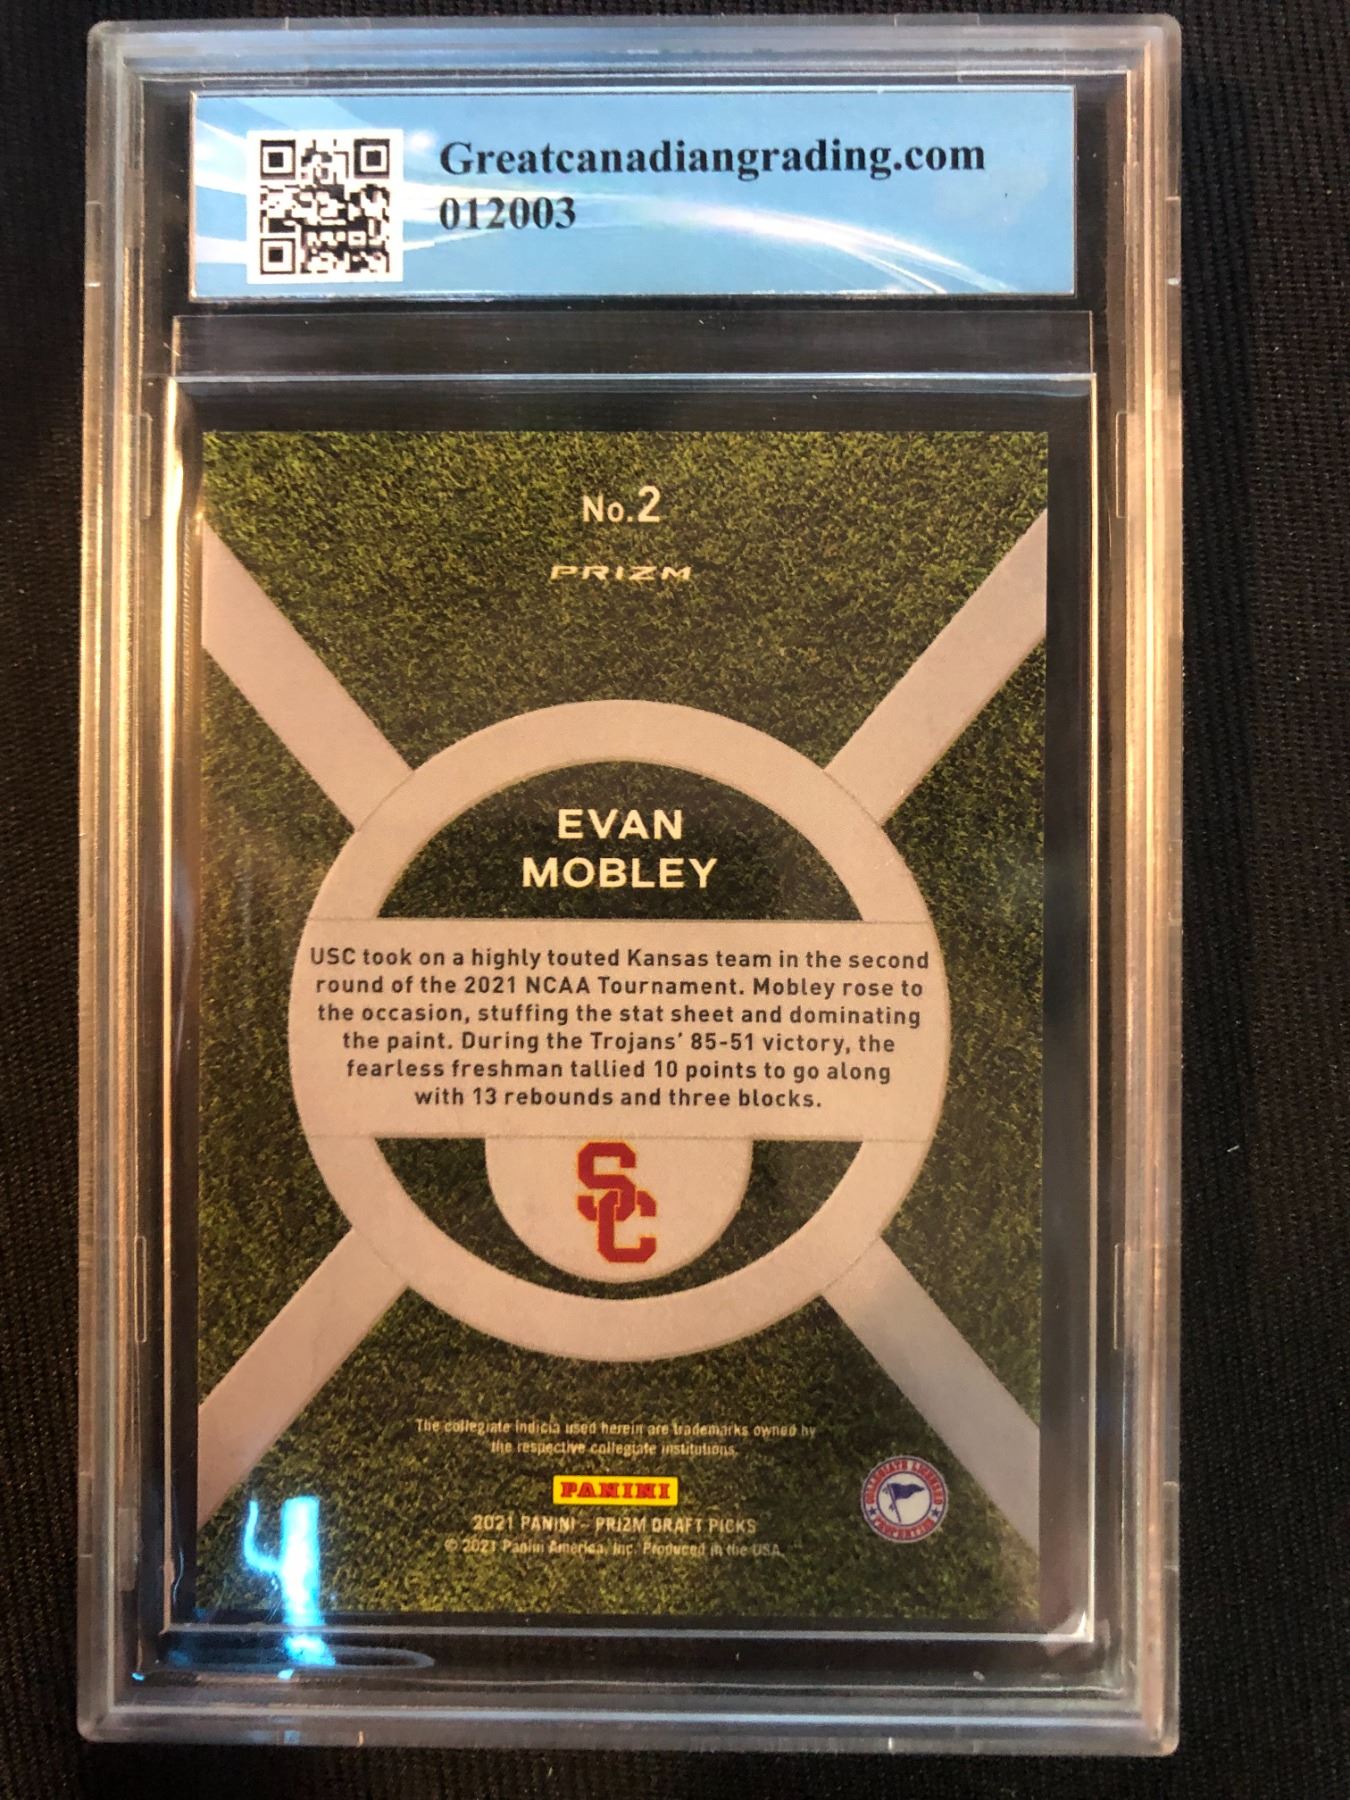 Greatcanadiangrading.com
012003
No.2
PRIZM
EVAN
MOBLEY
USC took on a highly touted Kansas team in the second
round of the 2021 NCAA Tournament. Mobley rose to
the occasion, stuffing the stat sheet and dominating
the paint. During the Trojans' 85-51 victory, the
fearless freshman tallied 10 points to go along
with 13 rebounds and three blocks.
SC
The collegiate indicia used herein are trademarks owned by
the respective collegiate institutions.
PANINI
2021 PANINI - PRIZM DRAFT PICKS
© 2021 Panini America, Inc. Produced in the USA.
COLLEGIATE LICENSED
PROPERTIES